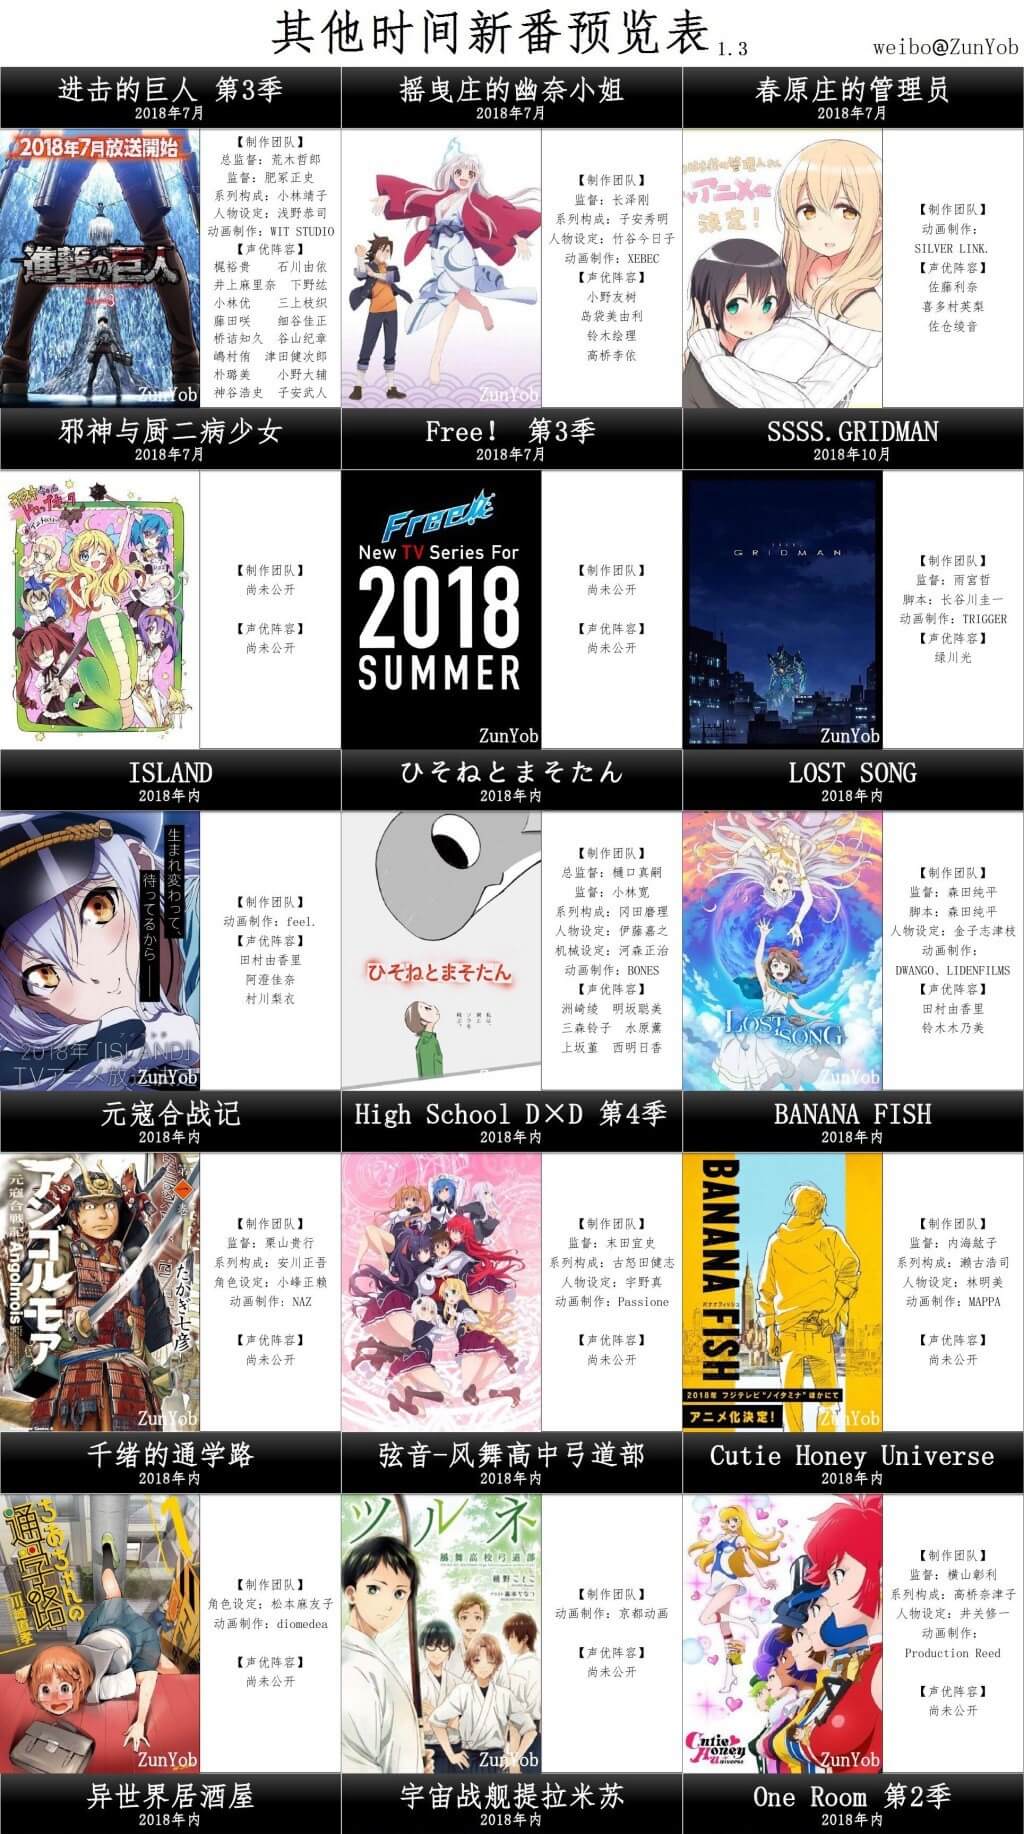 其他时间新番预览表 1.3
weibo@ZunYob
进击的巨人 第3季
2018年7月
摇曳庄的幽奈小姐
2018年7月
春原庄的管理员
2018年7月
2018年7月放送開始
進撃の巨人
ZunYob
【制作团队】
总监督: 荒木哲郎
监督: 肥冢正史
系列构成: 小林靖子
人物设定: 浅野恭司
动画制作: WIT STUDIO
【声优阵容】
梶裕贵 石川由依
井上麻里奈 下野纮
小林优 三上枝织
藤田咲 细谷佳正
桥诘知久 谷山纪章
嶋村侑 津田健次郎
朴璐美 小野大辅
神谷浩史 子安武人
ZunYob
【制作团队】
监督: 长泽刚
系列构成: 子安秀明
人物设定: 竹谷今日子
动画制作: XEBEC
【声优阵容】
小野友树
岛袋美由利
铃木绘理
高桥李依
管理人さん
アニメ化
決定!
【制作团队】
动画制作:
SILVER LINK.
【声优阵容】
佐藤利奈
喜多村英梨
佐仓绫音
邪神与厨二病少女
2018年7月
Free! 第3季
2018年7月
SSSS.GRIDMAN
2018年10月
【制作团队】
尚未公开
【声优阵容】
尚未公开
Free!
New TV Series For
2018
SUMMER
ZunYob
【制作团队】
尚未公开
【声优阵容】
尚未公开
GRIDMAN
ZunYob
【制作团队】
监督: 雨宫哲
脚本: 长谷川圭一
动画制作: TRIGGER
【声优阵容】
绿川光
ISLAND
2018年内
ひそねとまそたん
2018年内
LOST SONG
2018年内
生まれ変わって、
待ってるから——
2018年「ISLAND」
TVアニメ放
ZunYob
【制作团队】
动画制作: feel.
【声优阵容】
田村由香里
阿澄佳奈
村川梨衣
ひそねとまそたん
【制作团队】
总监督: 樋口真嗣
监督: 小林宽
系列构成: 冈田磨理
人物设定: 伊藤嘉之
机械设定: 河森正治
动画制作: BONES
【声优阵容】
洲崎绫 明坂聪美
三森铃子 水原薰
上坂堇 西明日香
LOST SONG
ZunYob
【制作团队】
监督: 森田纯平
脚本: 森田纯平
人物设定: 金子志津枝
动画制作:
DWANGO、LIDENFILMS
【声优阵容】
田村由香里
铃木木乃美
元寇合战记
2018年内
High School D×D 第4季
2018年内
BANANA FISH
2018年内
アンゴルモア
元寇合戦記
Angolmois
第一巻
たかぎ七彦
ZunYob
【制作团队】
监督: 栗山贵行
系列构成: 安川正吾
角色设定: 小峰正赖
动画制作: NAZ
【声优阵容】
尚未公开
【制作团队】
监督: 末田宜史
系列构成: 古怒田健志
人物设定: 宇野真
动画制作: Passione
【声优阵容】
尚未公开
BANANA FISH
バナナフィッシュ
2018年 フジテレビ"ノイタミナ"ほかにて
アニメ化決定!
ZunYob
【制作团队】
监督: 内海紘子
系列构成: 濑古浩司
人物设定: 林明美
动画制作: MAPPA
【声优阵容】
尚未公开
千绪的通学路
2018年内
弦音-风舞高中弓道部
2018年内
Cutie Honey Universe
2018年内
ちおちゃんの
通学路
1
川崎直孝
ZunYob
【制作团队】
角色设定: 松本麻友子
动画制作: diomedea
【声优阵容】
尚未公开
ツルネ
風舞高校弓道部
綾野ことこ
ZunYob
【制作团队】
动画制作: 京都动画
【声优阵容】
尚未公开
Cutie Honey
Universe
ZunYob
【制作团队】
监督: 横山彰利
系列构成: 高桥奈津子
人物设定: 井关修一
动画制作:
Production Reed
【声优阵容】
尚未公开
异世界居酒屋
2018年内
宇宙战舰提拉米苏
2018年内
One Room 第2季
2018年内